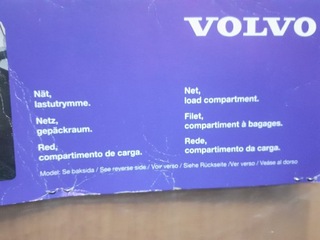 VOLVO
Nät,
lastutrymme.
Netz,
gepäckraum.
Red,
compartimento de carga.
Net,
load compartment.
Filet,
compartiment à bagages.
Rede,
compartimento da carga.
Model: Se baksida / See reverse side / Voir verso / Siehe Rückseite / Ver verso / Veáse al dorso